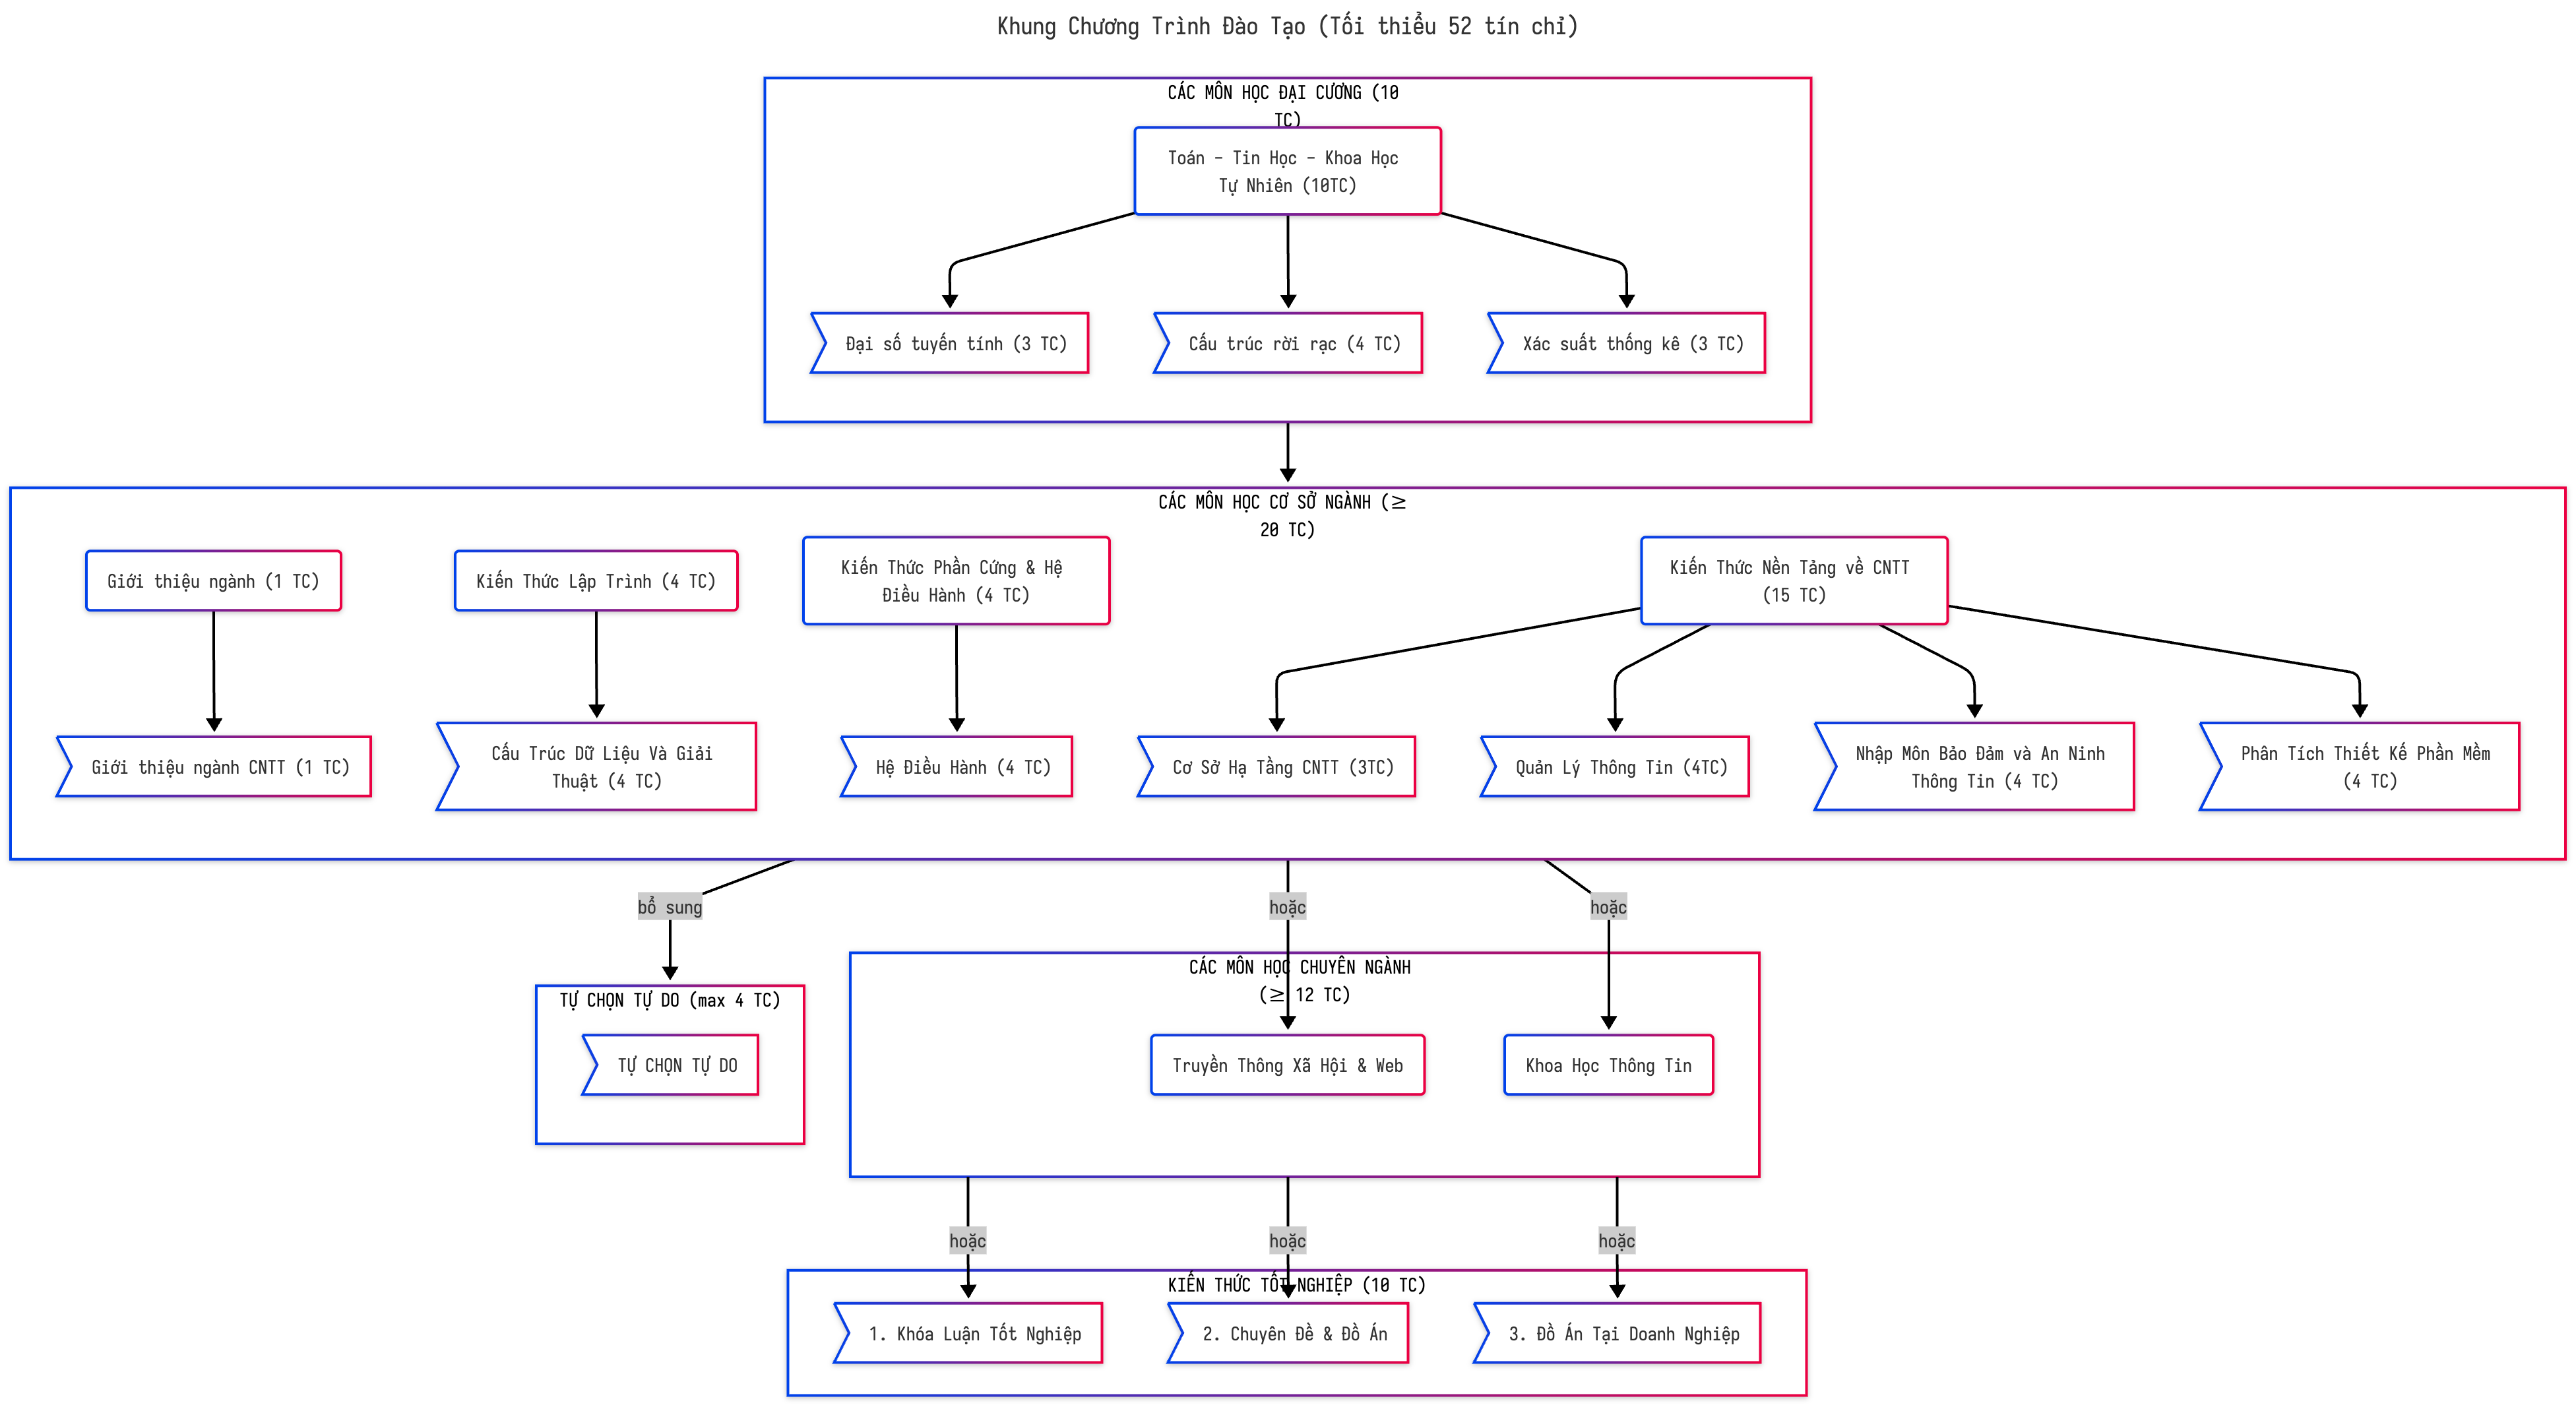 Khung Chương Trình Đào Tạo (Tối thiểu 52 tín chỉ)
CÁC MÔN HỌC ĐẠI CƯƠNG (10
TC)
Toán - Tin Học - Khoa Học
Tự Nhiên (10TC)
Đại số tuyến tính (3 TC)
Cấu trúc rời rạc (4 TC)
Xác suất thống kê (3 TC)
CÁC MÔN HỌC CƠ SỞ NGÀNH (≥
20 TC)
Giới thiệu ngành (1 TC)
Kiến Thức Lập Trình (4 TC)
Kiến Thức Phần Cứng & Hệ
Điều Hành (4 TC)
Kiến Thức Nền Tảng về CNTT
(15 TC)
Giới thiệu ngành CNTT (1 TC)
Cấu Trúc Dữ Liệu Và Giải
Thuật (4 TC)
Hệ Điều Hành (4 TC)
Cơ Sở Hạ Tầng CNTT (3TC)
Quản Lý Thông Tin (4TC)
Nhập Môn Bảo Đảm và An Ninh
Thông Tin (4 TC)
Phân Tích Thiết Kế Phần Mềm
(4 TC)
bổ sung
hoặc
hoặc
TỰ CHỌN TỰ DO (max 4 TC)
TỰ CHỌN TỰ DO
CÁC MÔN HỌC CHUYÊN NGÀNH
(≥ 12 TC)
Truyền Thông Xã Hội & Web
Khoa Học Thông Tin
hoặc
hoặc
hoặc
KIẾN THỨC TỐT NGHIỆP (10 TC)
1. Khóa Luận Tốt Nghiệp
2. Chuyên Đề & Đồ Án
3. Đồ Án Tại Doanh Nghiệp